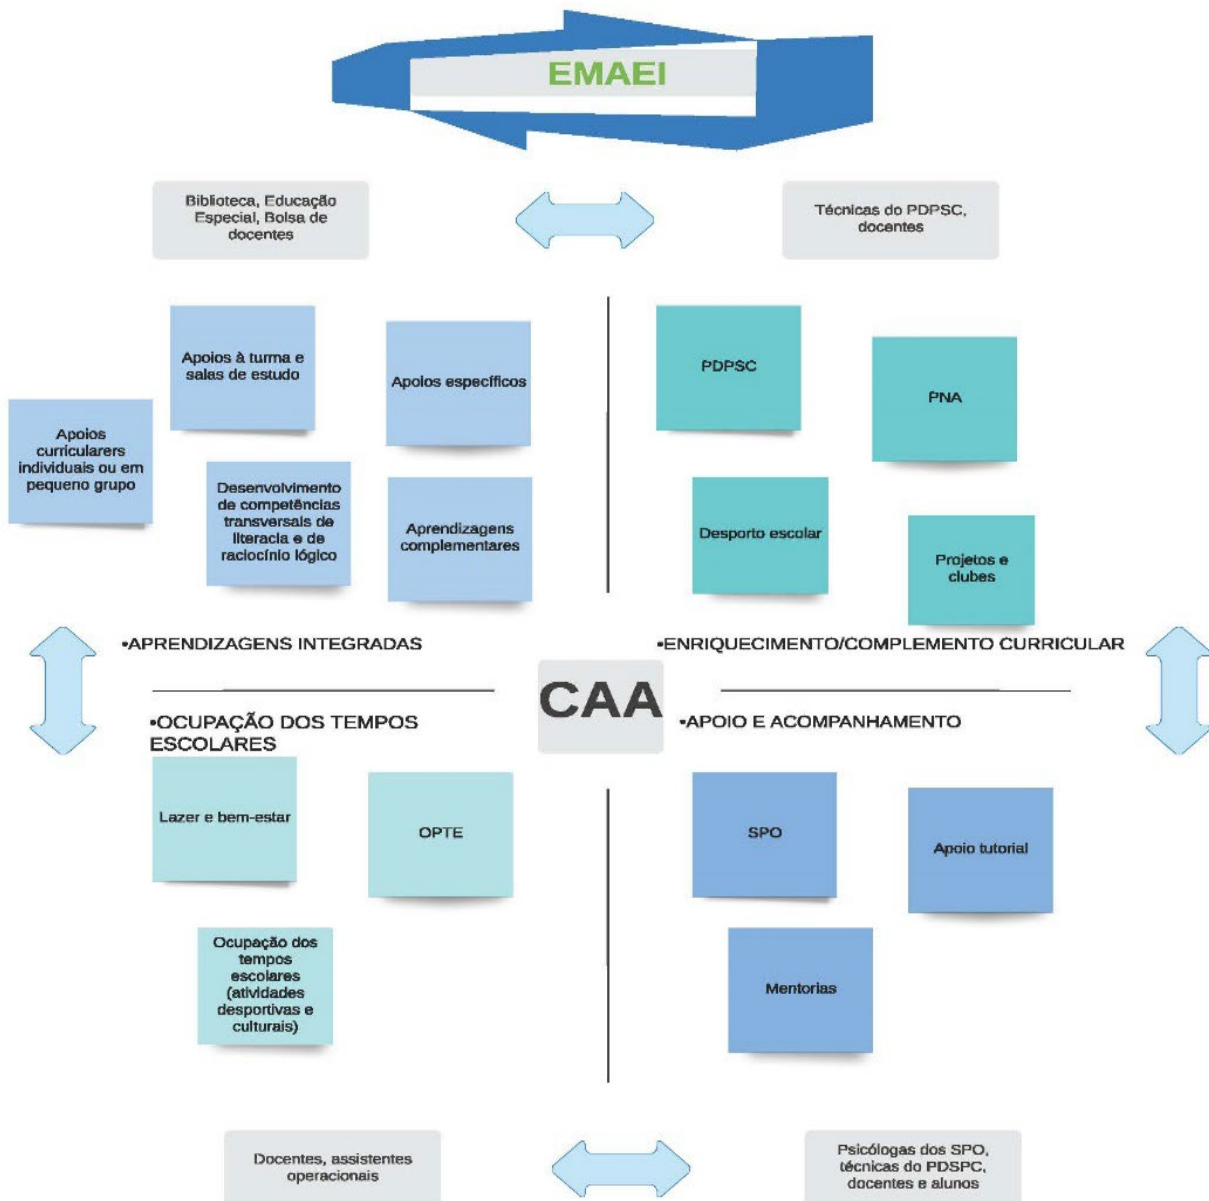 EMAEI
Biblioteca, Educação
Especial, Bolsa de
docentes
Técnicas do PDPSC,
docentes
Apoios à turma e
salas de estudo
Apoios específicos
Apoios
curriculares
individuais ou em
pequeno grupo
Desenvolvimento
de competências
transversais de
literacia e de
raciocínio lógico
Aprendizagens
complementares
PDPSC
PNA
Desporto escolar
Projetos e
clubes
•APRENDIZAGENS INTEGRADAS
•ENRIQUECIMENTO/COMPLEMENTO CURRICULAR
CAA
•OCUPAÇÃO DOS TEMPOS
ESCOLARES
•APOIO E ACOMPANHAMENTO
Lazer e bem-estar
OPTE
Ocupação dos
tempos
escolares
(atividades
desportivas e
culturais)
SPO
Apoio tutorial
Mentorias
Docentes, assistentes
operacionais
Psicólogas dos SPO,
técnicas do PDSPC,
docentes e alunos